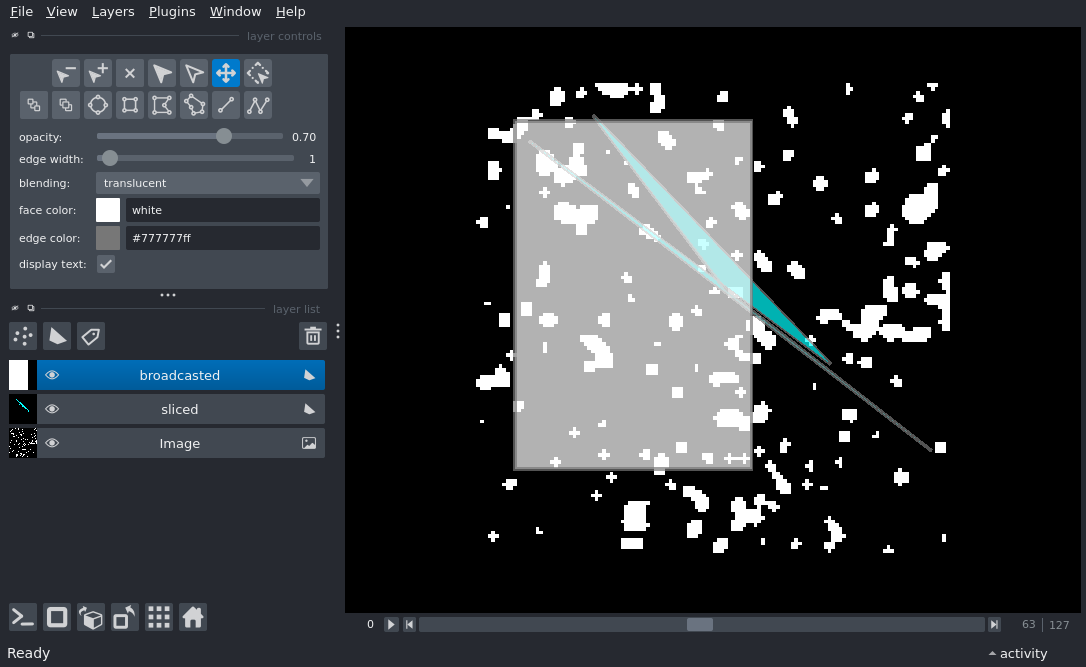 File View Layers Plugins Window Help
layer controls
opacity: 0.70
edge width: 1
blending: translucent
face color: white
edge color: #777777ff
display text:
layer list
broadcasted
sliced
Image
0 63 127
Ready activity